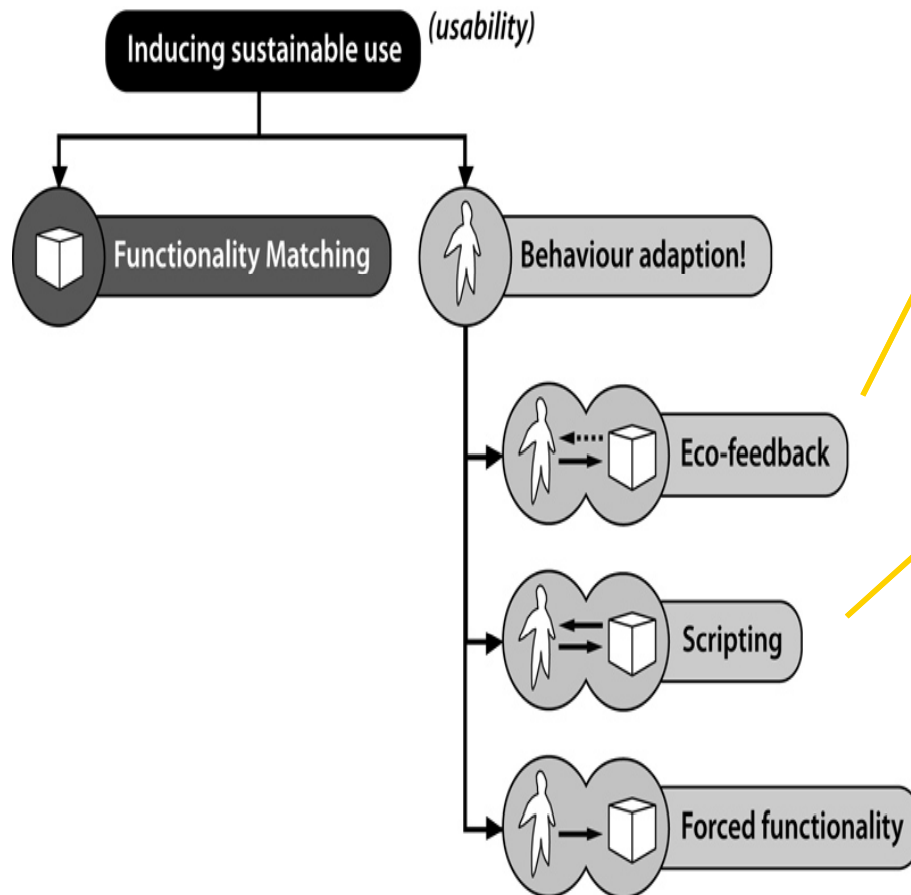 Inducing sustainable use
(usability)
Functionality Matching
Behaviour adaption!
Eco-feedback
Scripting
Forced functionality